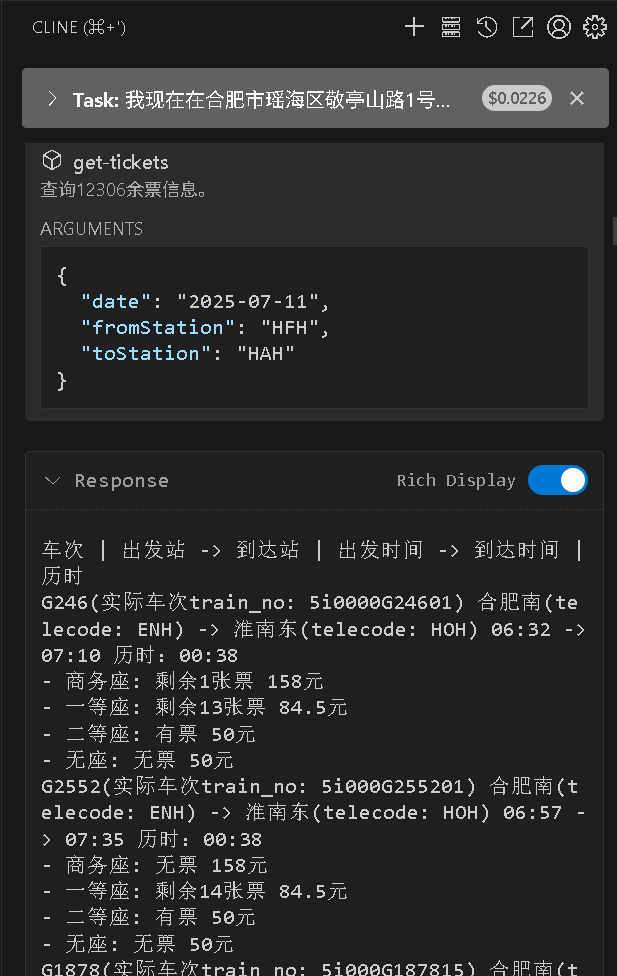 CLINE (⌘+')
Task: 我现在在合肥市瑶海区敬亭山路1号...
$0.0226
get-tickets
查询12306余票信息。
ARGUMENTS
{
"date": "2025-07-11",
"fromStation": "HFH",
"toStation": "HAH"
}
Response
Rich Display
车次 | 出发站 -> 到达站 | 出发时间 -> 到达时间 |
历时
G246(实际车次train_no: 5i0000G24601) 合肥南(te
lecode: ENH) -> 淮南东(telecode: HOH) 06:32 ->
07:10 历时: 00:38
- 商务座: 剩余1张票 158元
- 一等座: 剩余13张票 84.5元
- 二等座: 有票 50元
- 无座: 无票 50元
G2552(实际车次train_no: 5i000G255201) 合肥南(t
elecode: ENH) -> 淮南东(telecode: HOH) 06:57 -
> 07:35 历时: 00:38
- 商务座: 无票 158元
- 一等座: 剩余14张票 84.5元
- 二等座: 有票 50元
- 无座: 无票 50元
G1878(实际车次train_no: 5i000G187815) 合肥南(t